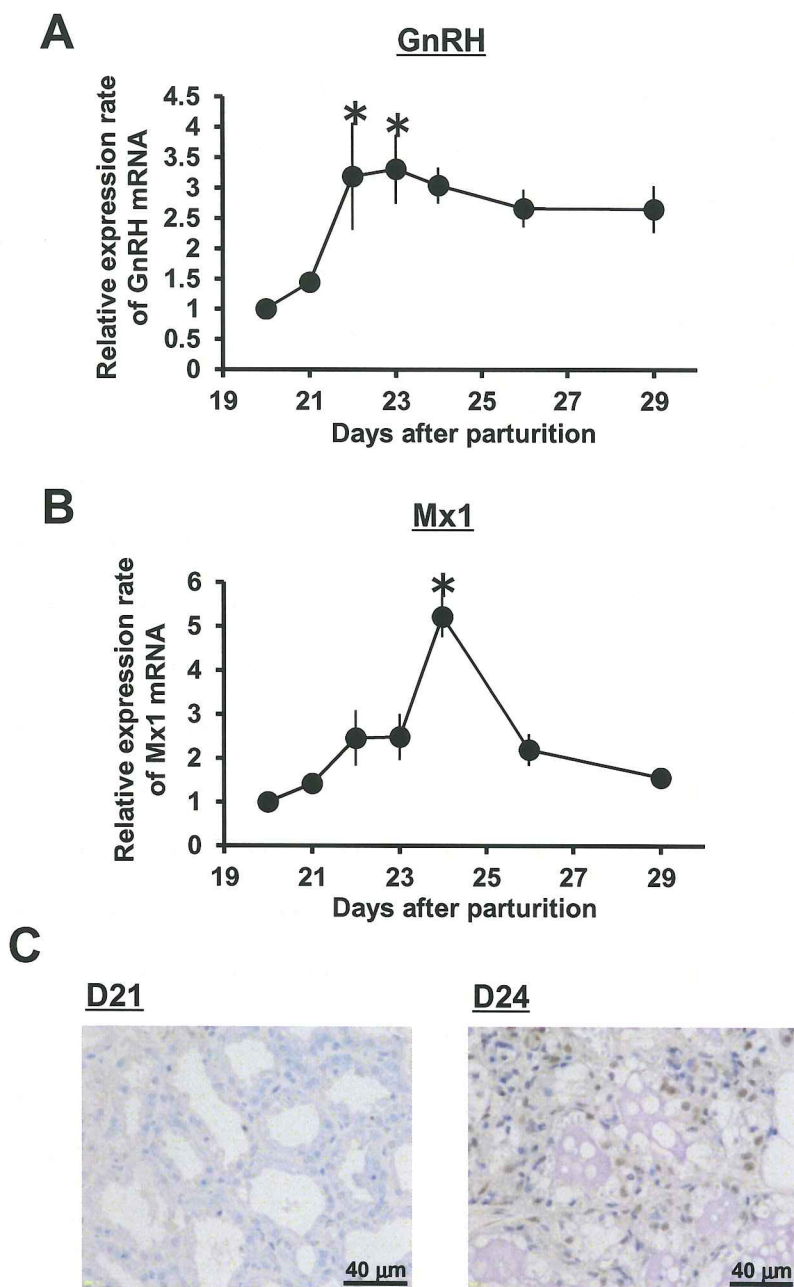 A
GnRH
Relative expression rate
of GnRH mRNA
4.5
4
3.5
3
2.5
2
1.5
1
0.5
0
*
*
19
21
23
25
27
29
Days after parturition
B
Mx1
Relative expression rate
of Mx1 mRNA
6
5
4
3
2
1
0
*
19
21
23
25
27
29
Days after parturition
C
D21
D24
40 µm
40 µm